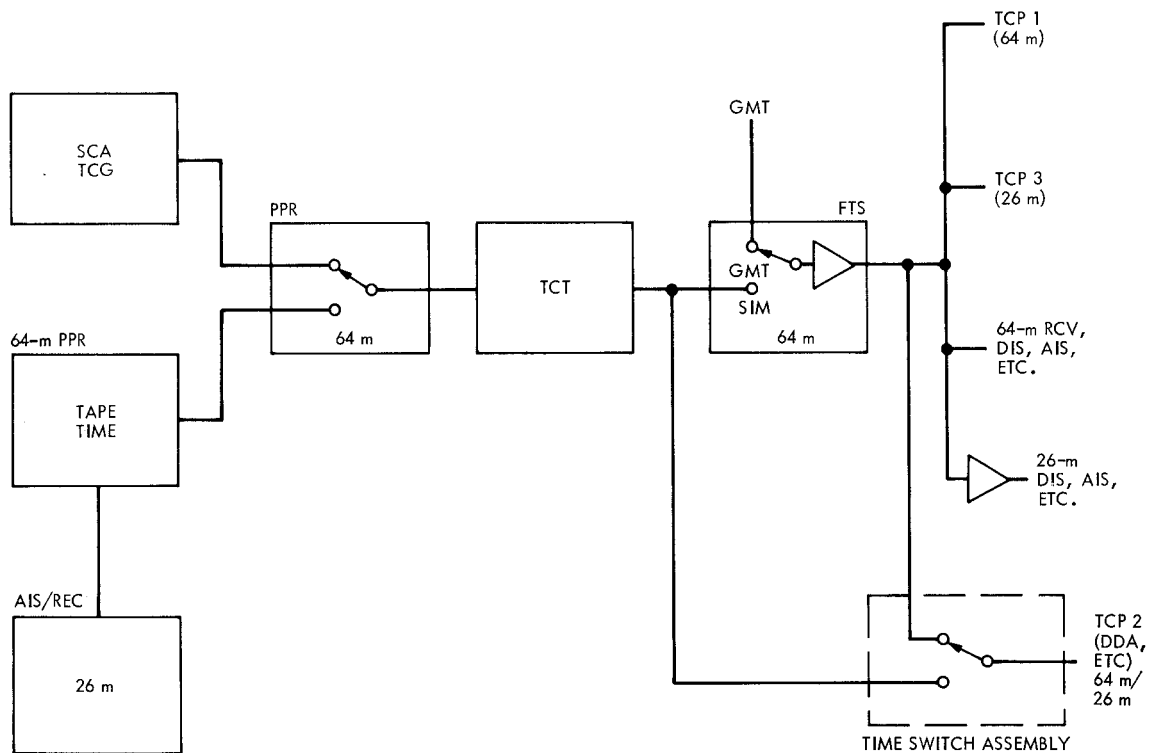 TCP 1
(64 m)
SCA
TCG
GMT
TCP 3
(26 m)
PPR
FTS
GMT
SIM
TCT
64 m
64 m
64-m PPR
64-m RCV,
DIS, AIS,
ETC.
TAPE
TIME
26-m
DIS, AIS,
ETC.
AIS/REC
26 m
TCP 2
(DDA,
ETC)
64 m/
26 m
TIME SWITCH ASSEMBLY